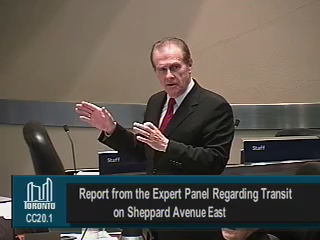 Staff
Staff
TORONTO
CC20.1
Report from the Expert Panel Regarding Transit
on Sheppard Avenue East